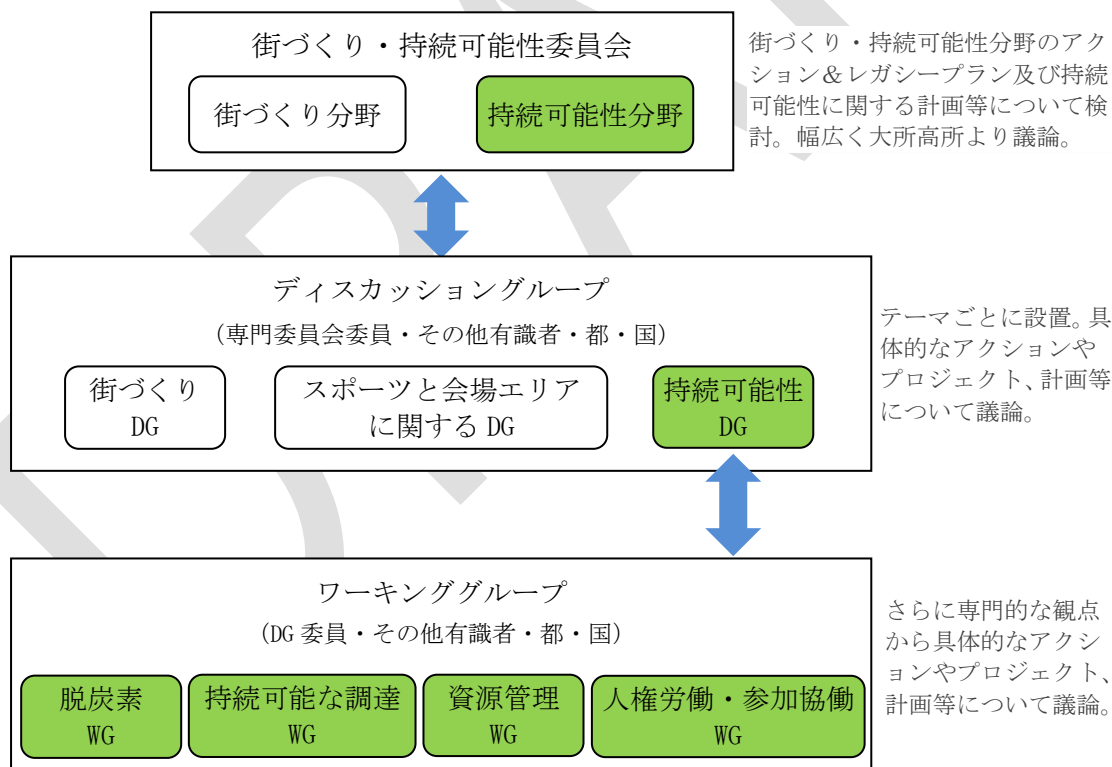 街づくり・持続可能性委員会
街づくり分野
持続可能性分野
街づくり・持続可能性分野のアク
ション＆レガシープラン及び持続
可能性に関する計画等について検
討。幅広く大所高所より議論。
ディスカッショングループ
（専門委員会委員・その他有識者・都・国）
街づくり
DG
スポーツと会場エリア
に関する DG
持続可能性
DG
テーマごとに設置。具
体的なアクションや
プロジェクト、計画等
について議論。
ワーキンググループ
（DG 委員・その他有識者・都・国）
脱炭素
WG
持続可能な調達
WG
資源管理
WG
人権労働・参加協働
WG
さらに専門的な観点
から具体的なアクシ
ョンやプロジェクト、
計画等について議論。